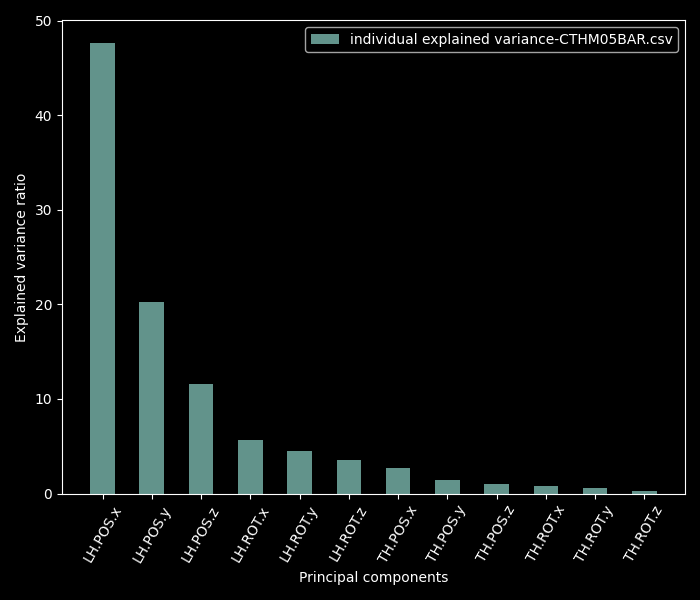 individual explained variance-CTHM05BAR.csv
50
40
30
20
10
0
Explained variance ratio
LH.POS.x
LH.POS.y
LH.POS.z
LH.ROT.x
LH.ROT.y
LH.ROT.z
TH.POS.x
TH.POS.y
TH.POS.z
TH.ROT.x
TH.ROT.y
TH.ROT.z
Principal components